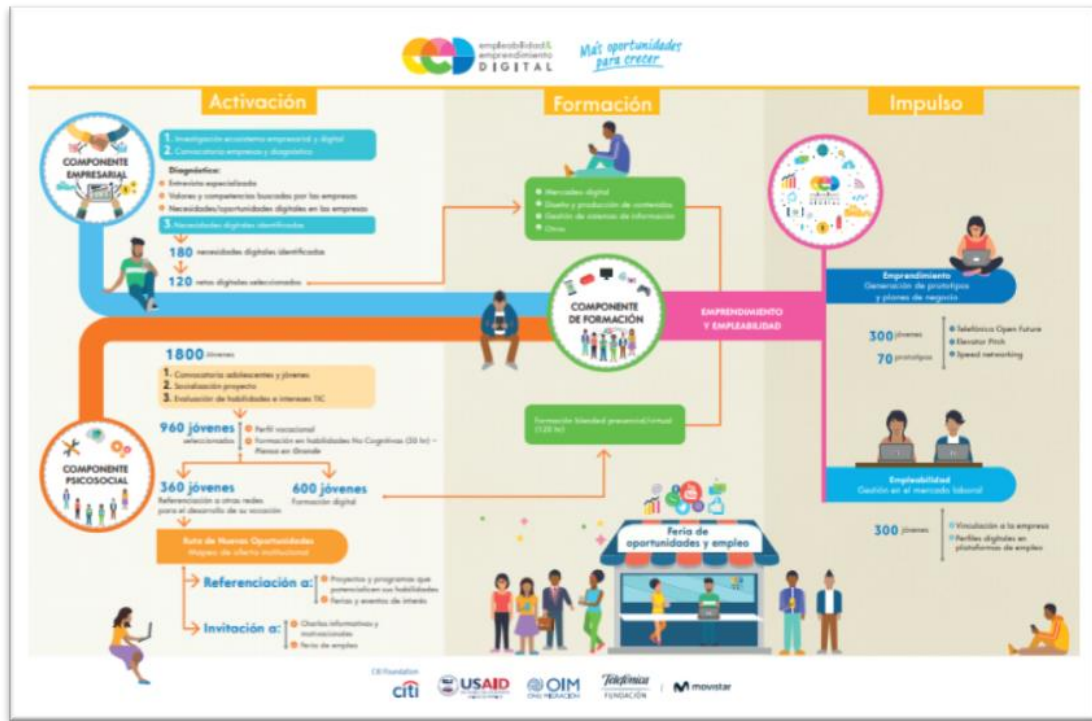 empleabilidad&
emprendimiento
DIGITAL
Más oportunidades
para crecer
Activación
Formación
Impulso
COMPONENTE
EMPRESARIAL
1. Investigación ecosistema empresarial y digital
2. Convocatoria empresas y diagnóstico
Diagnóstico:
Entrevista especializada
Valores y competencias buscadas por las empresas
Necesidades/oportunidades digitales en las empresas
3. Necesidades digitales identificadas
180 necesidades digitales identificadas
120 retos digitales seleccionados
Mercadeo digital
Diseño y producción de contenidos
Gestión de sistemas de información
Otros
COMPONENTE
DE FORMACIÓN
EMPRENDIMIENTO
Y EMPLEABILIDAD
Emprendimiento
Generación de prototipos
y planes de negocio
300 jóvenes
70 prototipos
Telefónica Open Future
Elevator Pitch
Speed networking
1800 jóvenes
1. Convocatoria adolescentes y jóvenes
2. Socialización proyecto
3. Evaluación de habilidades e intereses TIC
960 jóvenes
seleccionados
Perfil vocacional
Formación en habilidades No Cognitivas (20 hr) –
Piensa en Grande
COMPONENTE
PSICOSOCIAL
360 jóvenes
Referenciación a otras redes
para el desarrollo de su vocación
600 jóvenes
Formación digital
Formación blended presencial/virtual
(120 hr)
Ruta de Nuevas Oportunidades
Mapeo de oferta institucional
Referenciación a:
Proyectos y programas que
potencialicen sus habilidades
Ferias y eventos de interés
Invitación a:
Charlas informativas y
motivacionales
Feria de empleo
Feria de
oportunidades y empleo
Empleabilidad
Gestión en el mercado laboral
300 jóvenes
Vinculación a la empresa
Perfiles digitales en
plataformas de empleo
Citi Foundation
citi
USAID
OIM
ONU MIGRACIÓN
Telefónica
FUNDACIÓN
movistar